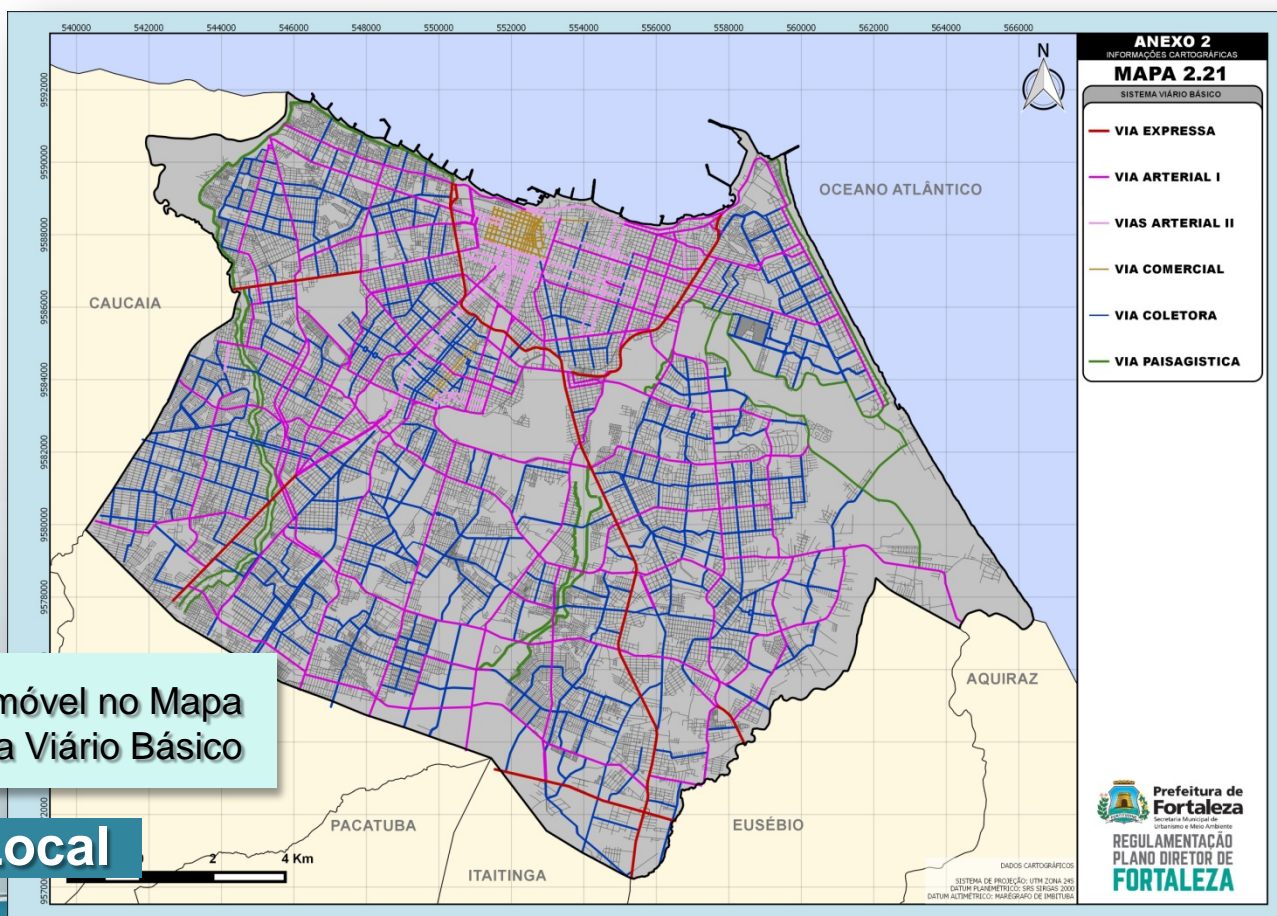 540000 542000 544000 546000 548000 550000 552000 554000 556000 558000 560000 562000 564000 566000
ANEXO 2
INFORMAÇÕES CARTOGRÁFICAS
MAPA 2.21
SISTEMA VIÁRIO BÁSICO
VIA EXPRESSA
VIA ARTERIAL I
VIAS ARTERIAL II
VIA COMERCIAL
VIA COLETORA
VIA PAISAGISTICA
N
9592000
9590000
9588000
9586000
9584000
9582000
9580000
9578000
OCEANO ATLÂNTICO
CAUCAIA
AQUIRAZ
EUSÉBIO
PACATUBA
ITAITINGA
móvel no Mapa
a Viário Básico
Local
2 4 Km
Prefeitura de
Fortaleza
Secretaria Municipal de
Urbanismo e Meio Ambiente
REGULAMENTAÇÃO
PLANO DIRETOR DE
FORTALEZA
DADOS CARTOGRÁFICOS
SISTEMA DE PROJEÇÃO: UTM ZONA 24S
DATUM PLANIMÉTRICO: SRS SIRGAS 2000
DATUM ALTIMÉTRICO: MARÉGRAFO DE IMBITUBA